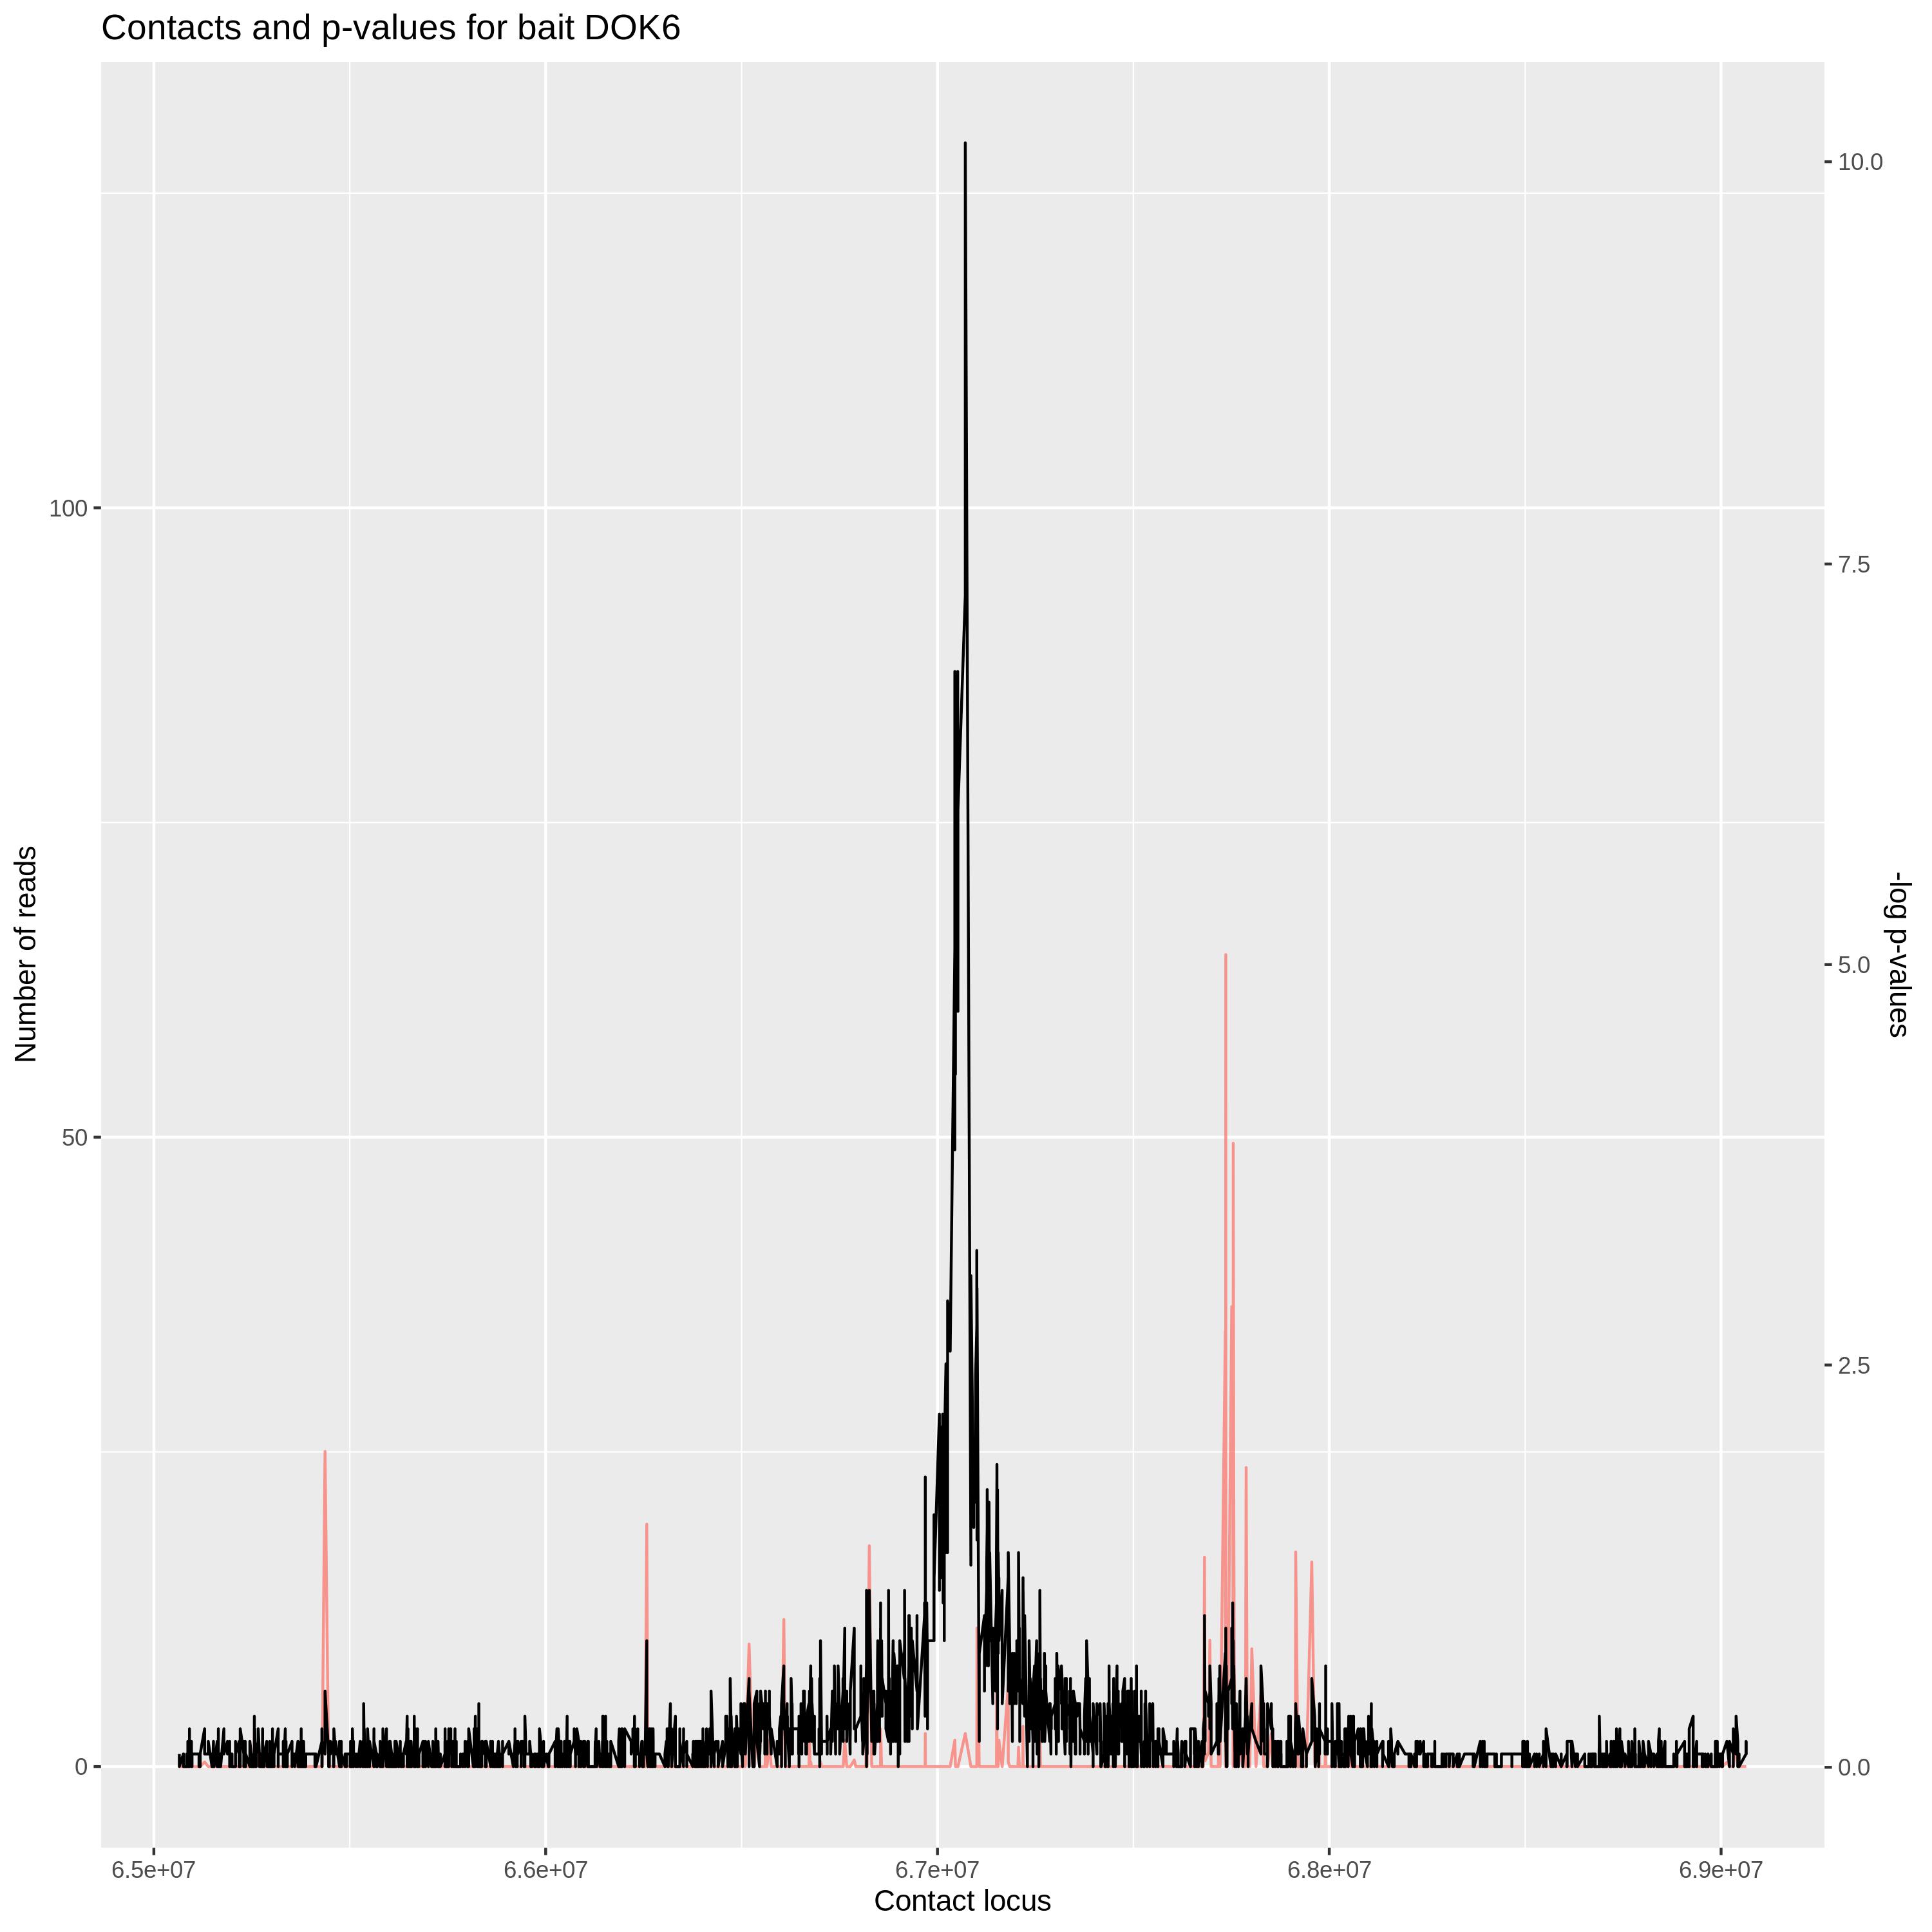 Contacts and p-values for bait DOK6
Number of reads
100
50
0
10.0
7.5
5.0
2.5
0.0
-log p-values
6.5e+07
6.6e+07
6.7e+07
6.8e+07
6.9e+07
Contact locus